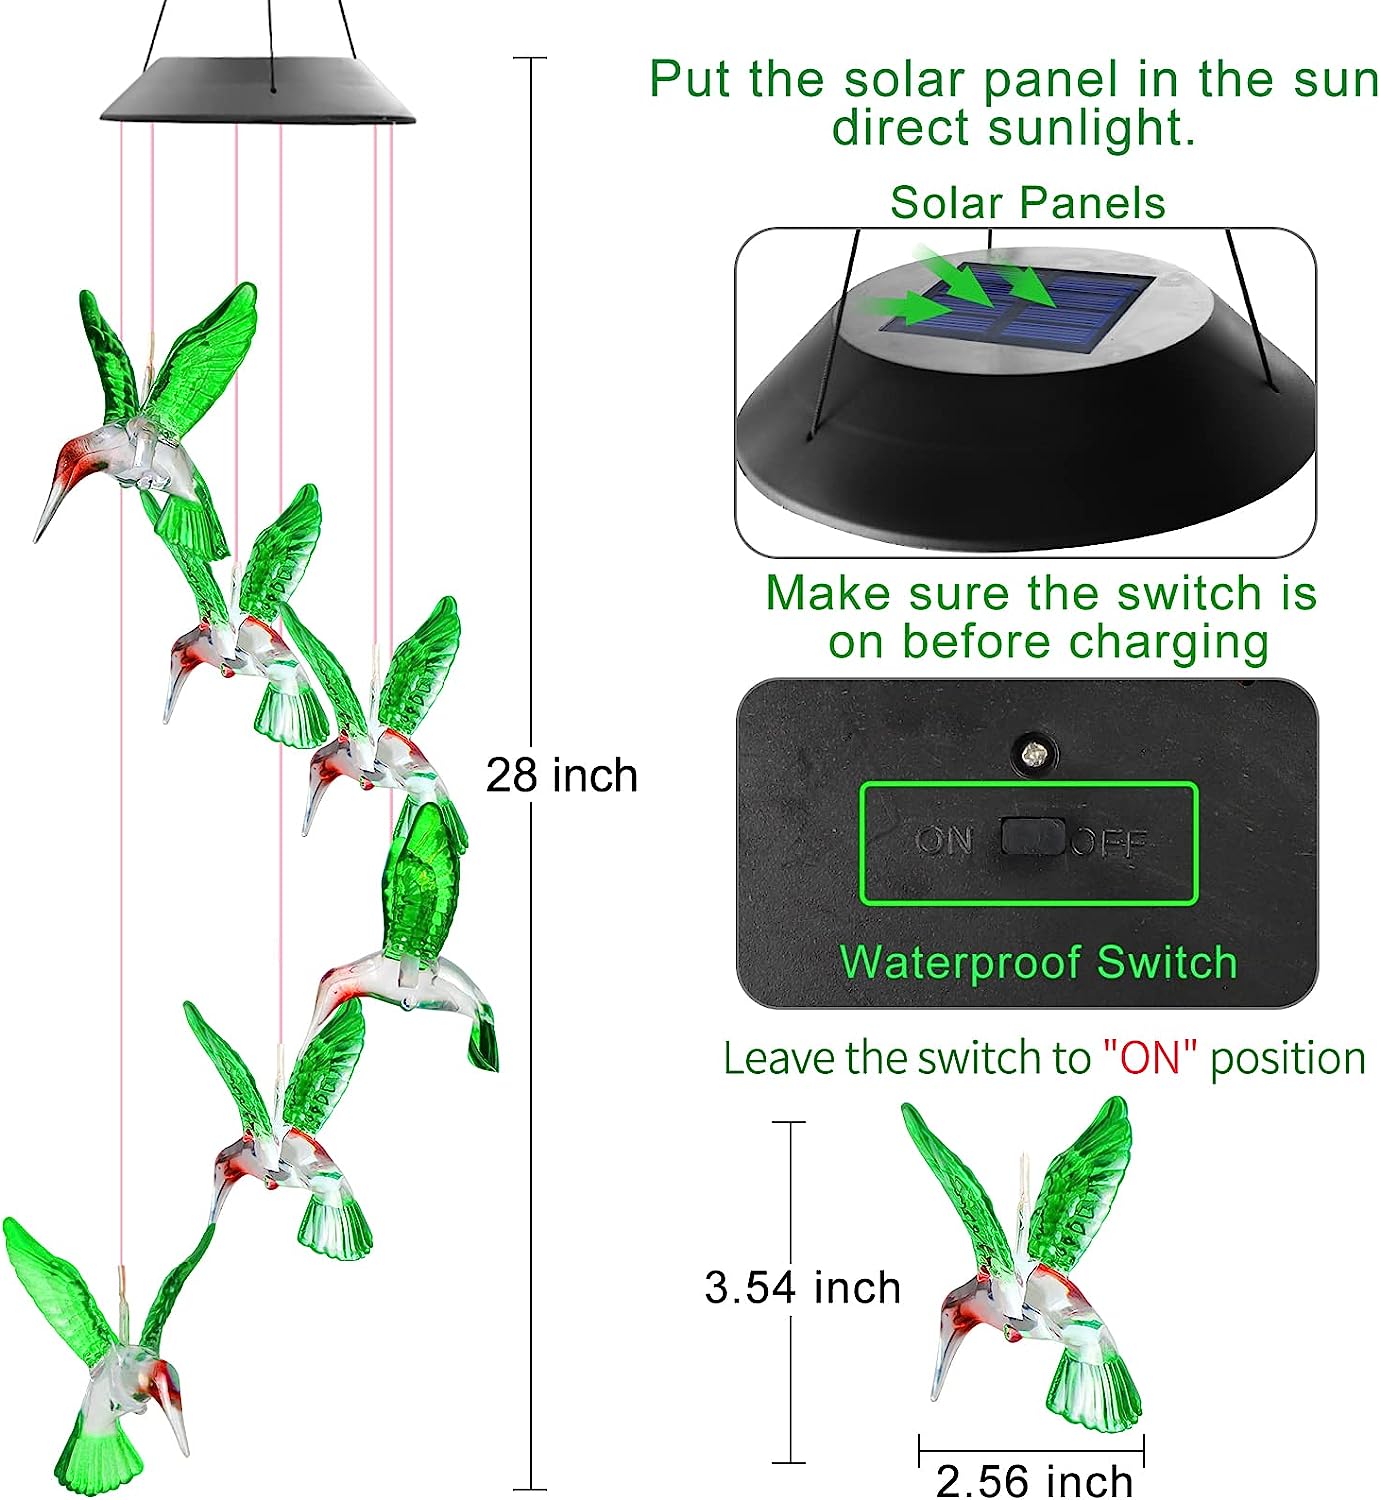 Put the solar panel in the sun
direct sunlight.
Solar Panels
28 inch
Make sure the switch is
on before charging
ON OFF
Waterproof Switch
Leave the switch to "ON" position
3.54 inch
2.56 inch